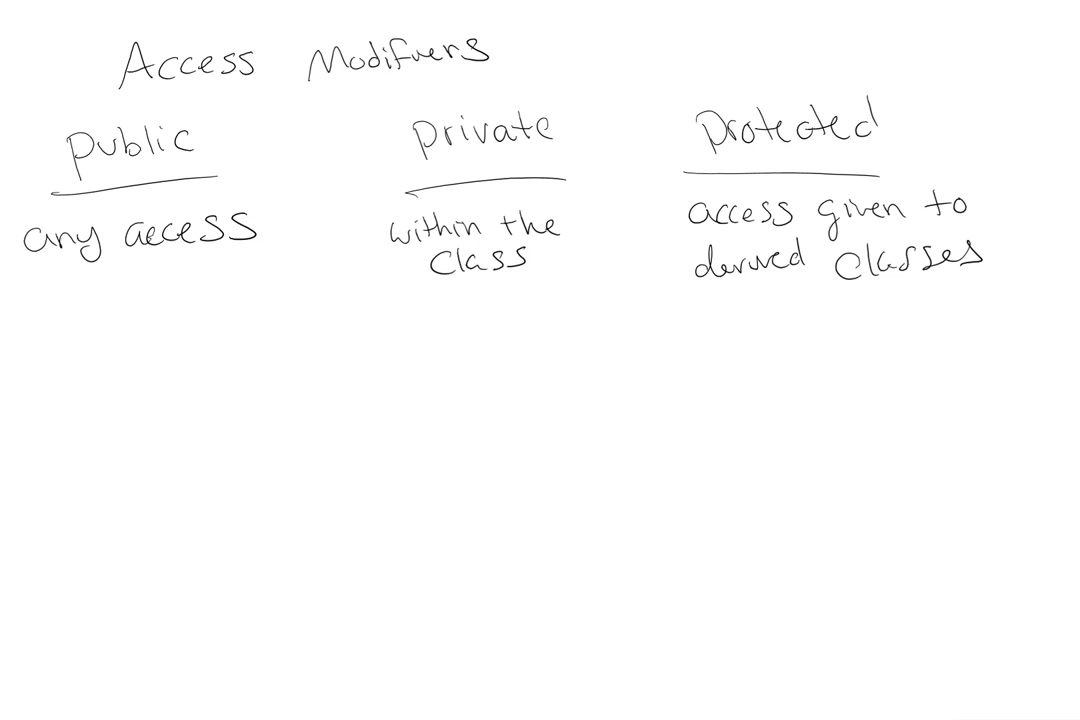 Access Modifiers
public private protected
any access within the access given to
class derived classes